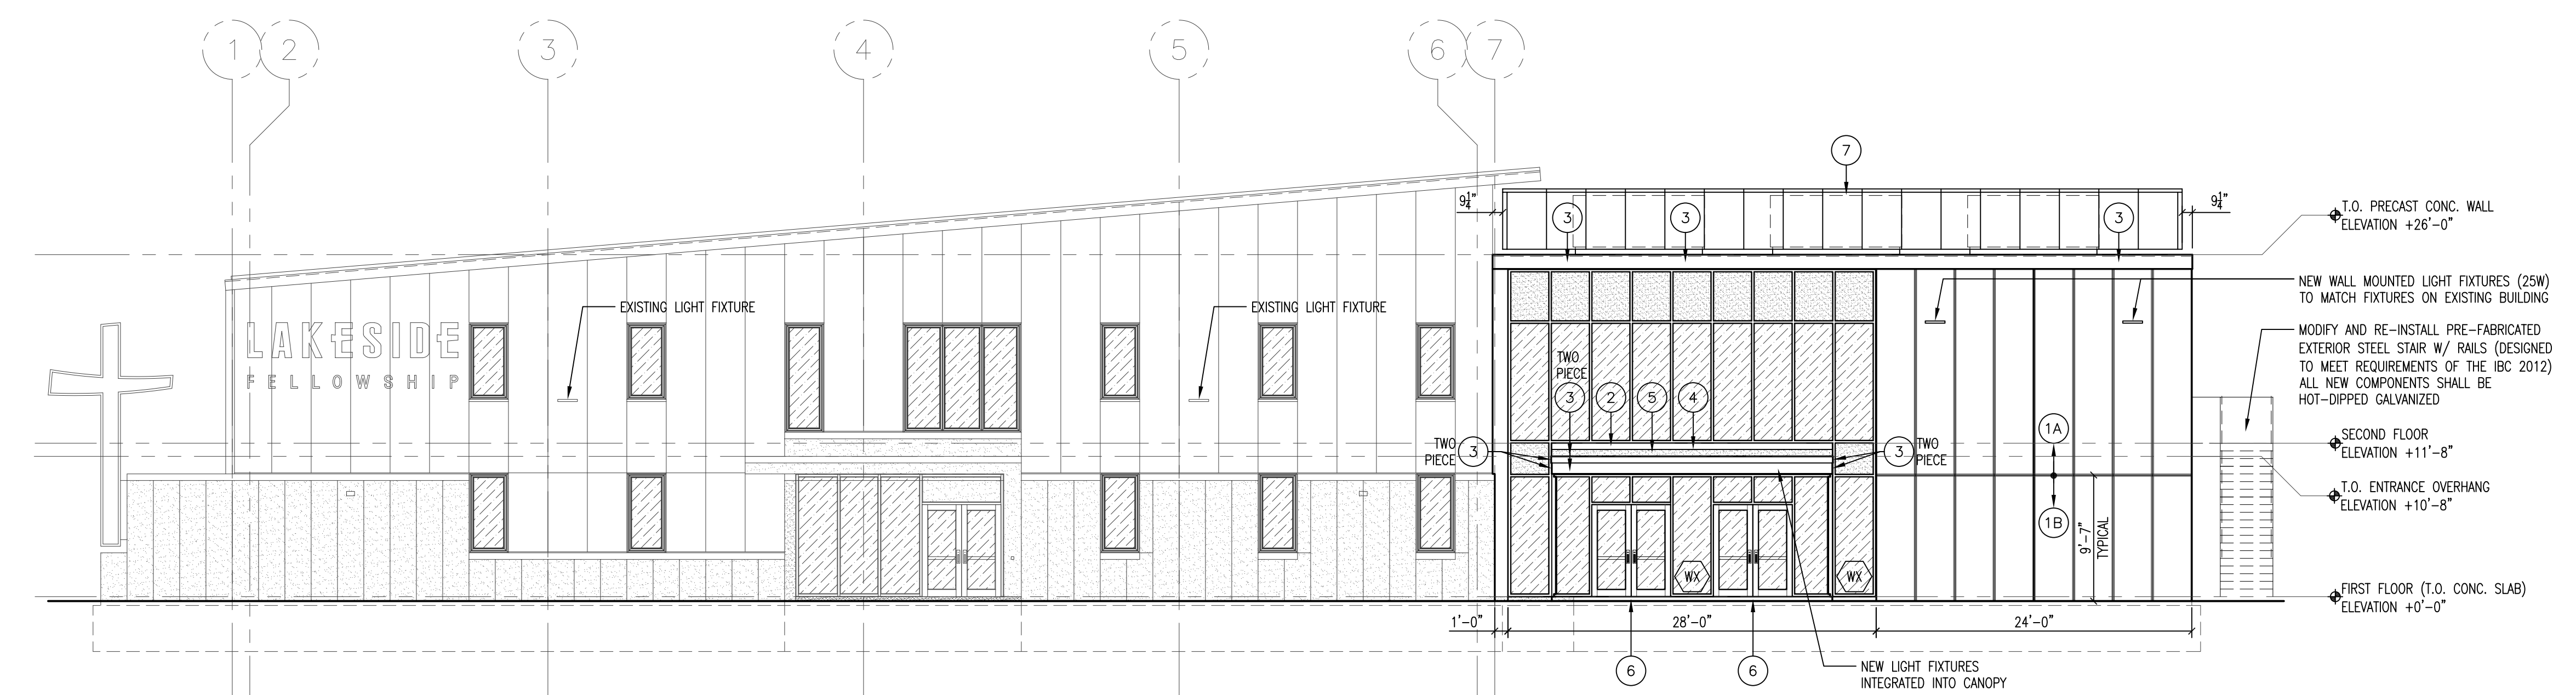 1
2
3
4
5
6
7
7
9¼"
9¼"
3
3
3
T.O. PRECAST CONC. WALL
ELEVATION +26'-0"
NEW WALL MOUNTED LIGHT FIXTURES (25W)
TO MATCH FIXTURES ON EXISTING BUILDING
EXISTING LIGHT FIXTURE
EXISTING LIGHT FIXTURE
LAKESIDE
FELLOWSHIP
MODIFY AND RE-INSTALL PRE-FABRICATED
EXTERIOR STEEL STAIR W/ RAILS (DESIGNED
TO MEET REQUIREMENTS OF THE IBC 2012)
ALL NEW COMPONENTS SHALL BE
HOT-DIPPED GALVANIZED
TWO
PIECE
3
2
5
4
TWO
PIECE
3
3
TWO
PIECE
1A
1B
SECOND FLOOR
ELEVATION +11'-8"
T.O. ENTRANCE OVERHANG
ELEVATION +10'-8"
9'-7"
TYPICAL
WX
WX
FIRST FLOOR (T.O. CONC. SLAB)
ELEVATION +0'-0"
1'-0"
28'-0"
24'-0"
6
6
NEW LIGHT FIXTURES
INTEGRATED INTO CANOPY